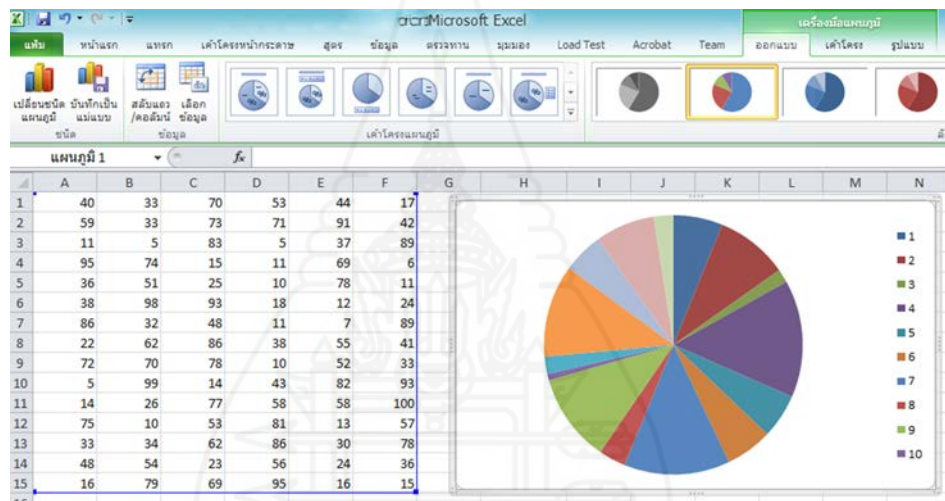 Microsoft Excel
เครื่องมือแผนภูมิ
แฟ้ม หน้าแรก แทรก เค้าโครงหน้ากระดาษ สูตร ข้อมูล ตรวจทาน มุมมอง Load Test Acrobat Team ออกแบบ เค้าโครง รูปแบบ
เปลี่ยนชนิด บันทึกเป็น สลับแถว เลือก
แผนภูมิ แม่แบบ /คอลัมน์ ข้อมูล
ชนิด ข้อมูล เค้าโครงแผนภูมิ
แผนภูมิ 1 fx
A B C D E F G H I J K L M N
1 40 33 70 53 44 17
2 59 33 73 71 91 42
3 11 5 83 5 37 89
4 95 74 15 11 69 6
5 36 51 25 10 78 11
6 38 98 93 18 12 24
7 86 32 48 11 7 89
8 22 62 86 38 55 41
9 72 70 78 10 52 33
10 5 99 14 43 82 93
11 14 26 77 58 58 100
12 75 10 53 81 13 57
13 33 34 62 86 30 78
14 48 54 23 56 24 36
15 16 79 69 95 16 15
1
2
3
4
5
6
7
8
9
10